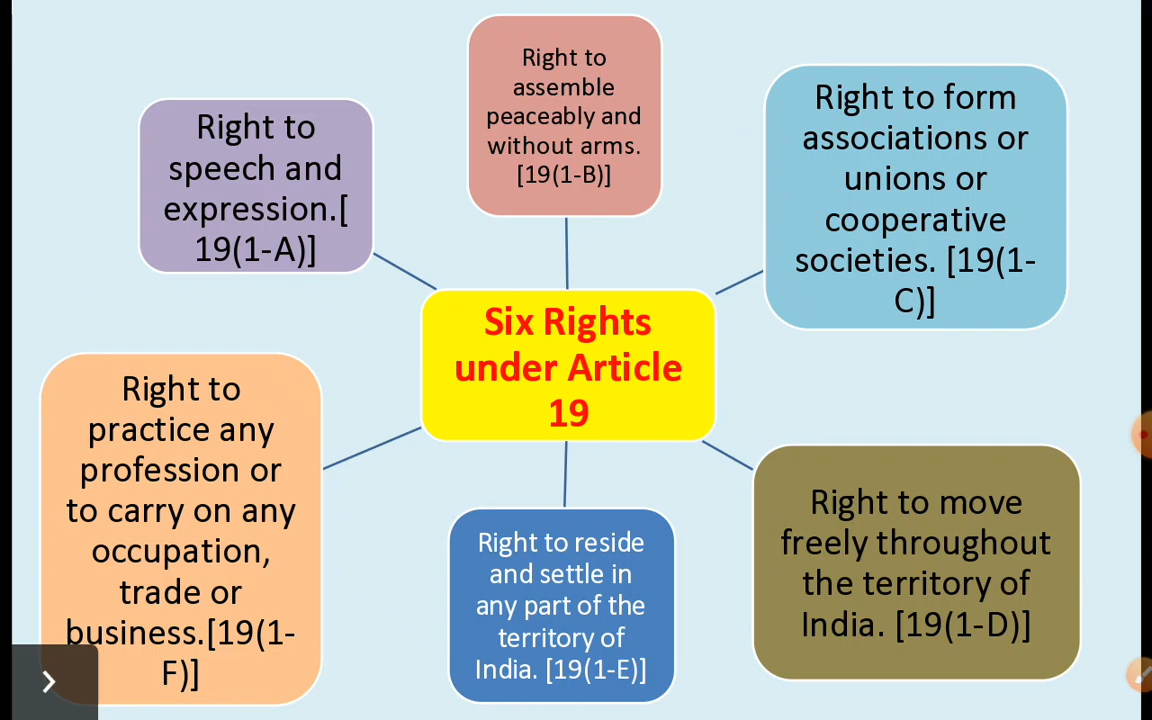 Right to
assemble
peaceably and
without arms.
[19(1-B)]
Right to
speech and
expression.[
19(1-A)]
Right to form
associations or
unions or
cooperative
societies. [19(1-
C)]
Six Rights
under Article
19
Right to
practice any
profession or
to carry on any
occupation,
trade or
business.[19(1-
F)]
Right to reside
and settle in
any part of the
territory of
India. [19(1-E)]
Right to move
freely throughout
the territory of
India. [19(1-D)]